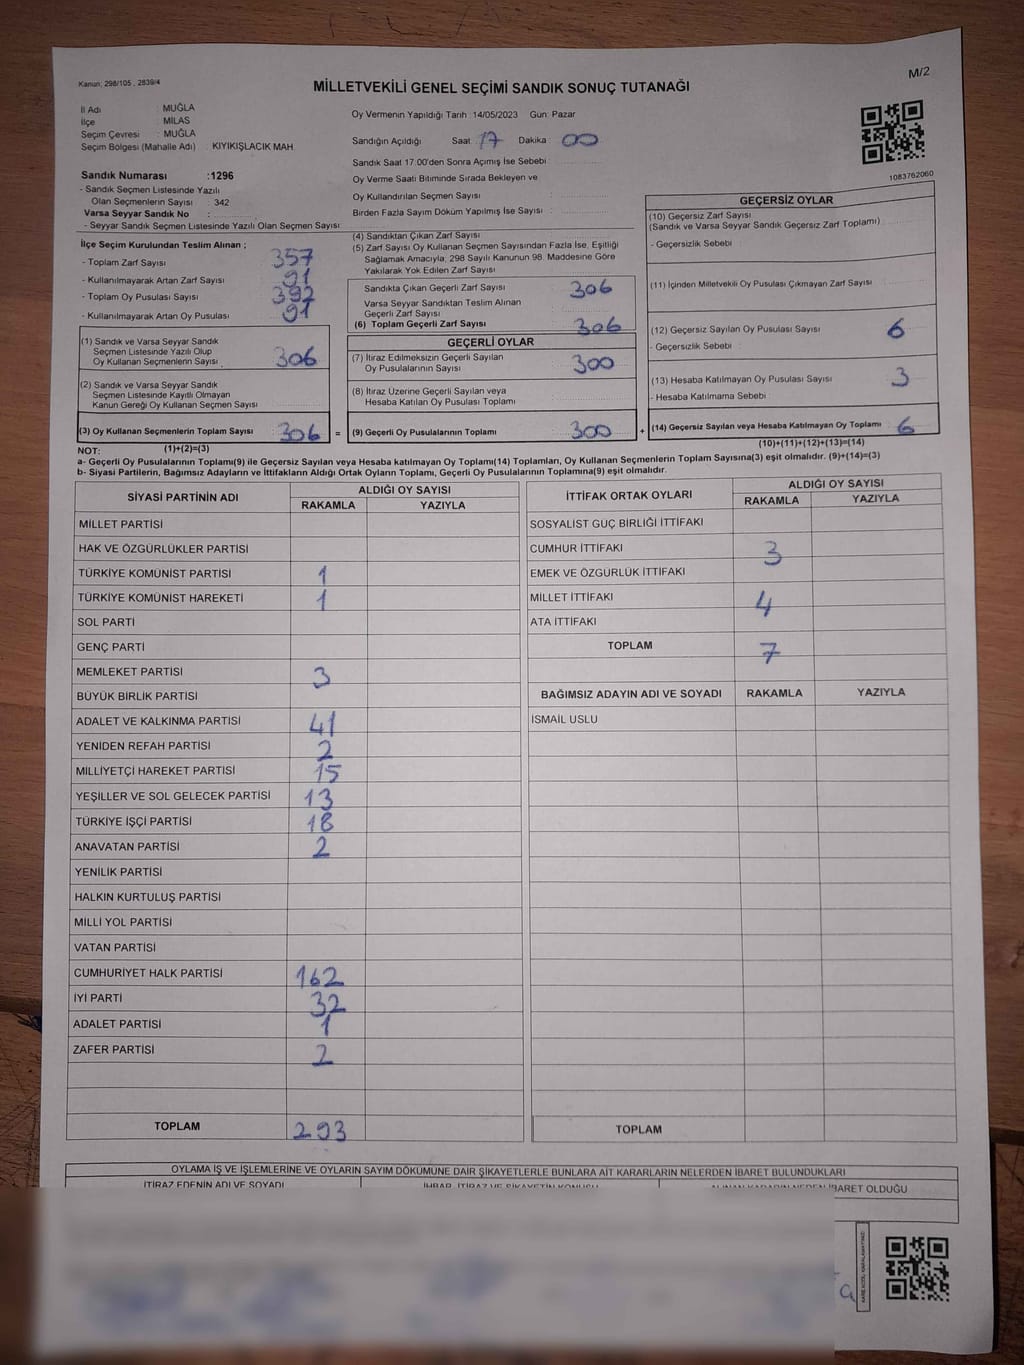 Kanun: 298/105 , 2839/4
M/2
MİLLETVEKİLİ GENEL SEÇİMİ SANDIK SONUÇ TUTANAĞI
İl Adı : MUĞLA
İlçe : MİLAS
Seçim Çevresi : MUĞLA
Seçim Bölgesi (Mahalle Adı) : KIYIKIŞLACIK MAH
Oy Vermenin Yapıldığı Tarih :14/05/2023 Gün: Pazar
Sandığın Açıldığı Saat :17 Dakika : 00
Sandık Saat 17:00'den Sonra Açımış İse Sebebi :
Oy Verme Saati Bitiminde Sırada Bekleyen ve
Oy Kullandırılan Seçmen Sayısı :
Birden Fazla Sayım Döküm Yapılmış İse Sayısı :
1083762060
Sandık Numarası :1296
- Sandık Seçmen Listesinde Yazılı
Olan Seçmenlerin Sayısı : 342
Varsa Seyyar Sandık No :
- Seyyar Sandık Seçmen Listesinde Yazılı Olan Seçmen Sayısı:
İlçe Seçim Kurulundan Teslim Alınan ;
- Toplam Zarf Sayısı : 357
- Kullanılmayarak Artan Zarf Sayısı : 91
- Toplam Oy Pusulası Sayısı : 392
- Kullanılmayarak Artan Oy Pusulası : 91
(1) Sandık ve Varsa Seyyar Sandık
Seçmen Listesinde Yazılı Olup
Oy Kullanan Seçmenlerin Sayısı : 306
(2) Sandık ve Varsa Seyyar Sandık
Seçmen Listesinde Kayıtlı Olmayan
Kanun Gereği Oy Kullanan Seçmen Sayısı :
(3) Oy Kullanan Seçmenlerin Toplam Sayısı : 306 =
(4) Sandıktan Çıkan Zarf Sayısı :
(5) Zarf Sayısı Oy Kullanan Seçmen Sayısından Fazla İse, Eşitliği
Sağlamak Amacıyla; 298 Sayılı Kanunun 98. Maddesine Göre
Yakılarak Yok Edilen Zarf Sayısı :
Sandıkta Çıkan Geçerli Zarf Sayısı : 306
Varsa Seyyar Sandıktan Teslim Alınan
Geçerli Zarf Sayısı :
(6) Toplam Geçerli Zarf Sayısı : 306
GEÇERLİ OYLAR
(7) İtiraz Edilmeksizin Geçerli Sayılan
Oy Pusulalarının Sayısı : 300
(8) İtiraz Üzerine Geçerli Sayılan veya
Hesaba Katılan Oy Pusulası Toplamı :
(9) Geçerli Oy Pusulalarının Toplamı : 300 +
GEÇERSİZ OYLAR
(10) Geçersiz Zarf Sayısı
(Sandık ve Varsa Seyyar Sandık Geçersiz Zarf Toplamı) :
- Geçersizlik Sebebi :
(11) İçinden Milletvekili Oy Pusulası Çıkmayan Zarf Sayısı :
(12) Geçersiz Sayılan Oy Pusulası Sayısı : 6
- Geçersizlik Sebebi :
(13) Hesaba Katılmayan Oy Pusulası Sayısı : 3
- Hesaba Katılmama Sebebi :
(14) Geçersiz Sayılan veya Hesaba Katılmayan Oy Toplamı : 6
NOT: (1)+(2)=(3)
(10)+(11)+(12)+(13)=(14)
a- Geçerli Oy Pusulalarının Toplamı(9) ile Geçersiz Sayılan veya Hesaba katılmayan Oy Toplamı(14) Toplamları, Oy Kullanan Seçmenlerin Toplam Sayısına(3) eşit olmalıdır. (9)+(14)=(3)
b- Siyasi Partilerin, Bağımsız Adayların ve İttifakların Aldığı Ortak Oyların Toplamı, Geçerli Oy Pusulalarının Toplamına(9) eşit olmalıdır.
SİYASİ PARTİNİN ADI ALDIĞI OY SAYISI
RAKAMLA YAZIYLA
MİLLET PARTİSİ
HAK VE ÖZGÜRLÜKLER PARTİSİ
TÜRKİYE KOMÜNİST PARTİSİ 1
TÜRKİYE KOMÜNİST HAREKETİ 1
SOL PARTİ
GENÇ PARTİ
MEMLEKET PARTİSİ 3
BÜYÜK BİRLİK PARTİSİ
ADALET VE KALKINMA PARTİSİ 41
YENİDEN REFAH PARTİSİ 2
MİLLİYETÇİ HAREKET PARTİSİ 15
YEŞİLLER VE SOL GELECEK PARTİSİ 13
TÜRKİYE İŞÇİ PARTİSİ 18
ANAVATAN PARTİSİ 2
YENİLİK PARTİSİ
HALKIN KURTULUŞ PARTİSİ
MİLLİ YOL PARTİSİ
VATAN PARTİSİ
CUMHURİYET HALK PARTİSİ 162
İYİ PARTİ 32
ADALET PARTİSİ 1
ZAFER PARTİSİ 2
TOPLAM 293
İTTİFAK ORTAK OYLARI ALDIĞI OY SAYISI
RAKAMLA YAZIYLA
SOSYALİST GÜÇ BİRLİĞİ İTTİFAKI
CUMHUR İTTİFAKI 3
EMEK VE ÖZGÜRLÜK İTTİFAKI
MİLLET İTTİFAKI 4
ATA İTTİFAKI
TOPLAM 7
BAĞIMSIZ ADAYIN ADI VE SOYADI RAKAMLA YAZIYLA
İSMAİL USLU
TOPLAM
OYLAMA İŞ VE İŞLEMLERİNE VE OYLARIN SAYIM DÖKÜMÜNE DAİR ŞİKAYETLERLE BUNLARA AİT KARARLARIN NELERDEN İBARET BULUNDUKLARI
İTİRAZ EDENİN ADI VE SOYADI İHBAR, İTİRAZ VE ŞİKAYETİN KONUSU ALINAN KARARIN NEDEN İBARET OLDUĞU